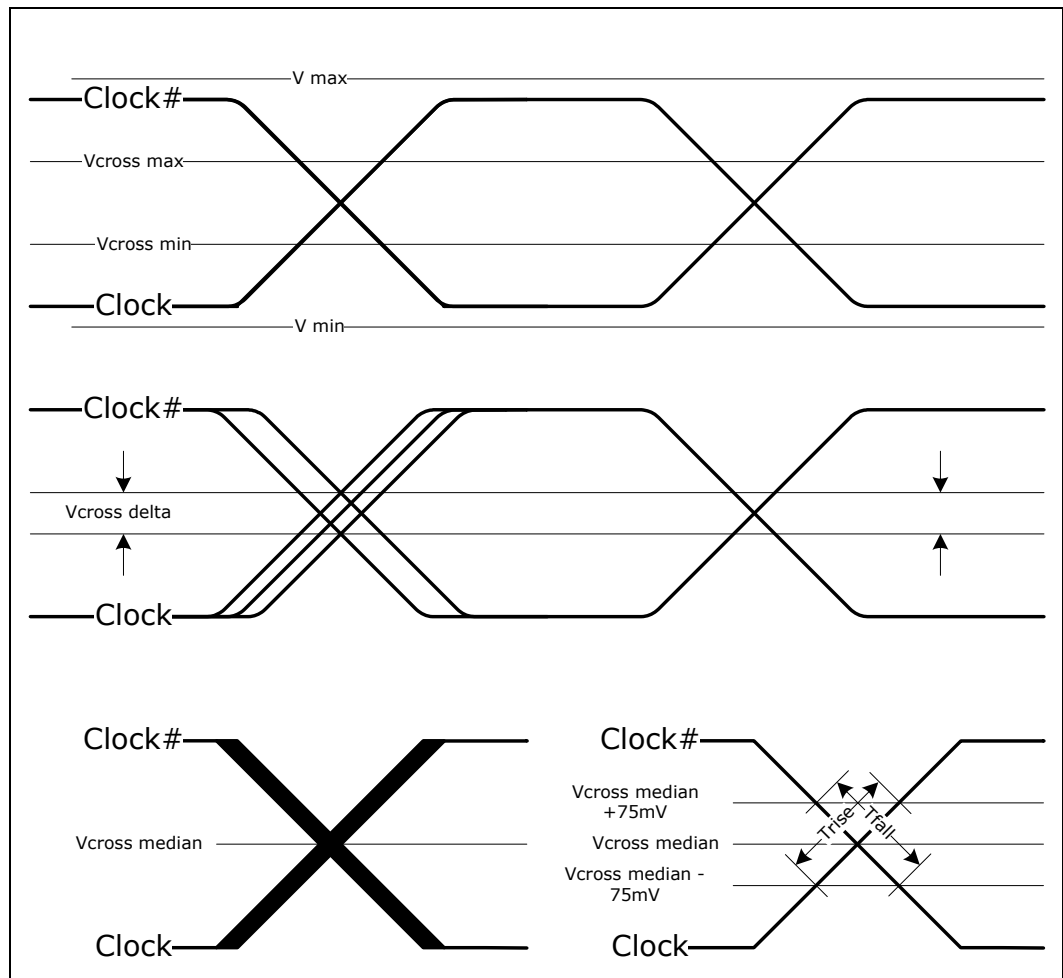 V max
Clock#
Vcross max
Vcross min
Clock
V min
Clock#
Vcross delta
Clock
Clock#
Vcross median
Clock
Clock#
Vcross median
+75mV
Trise
Tfall
Vcross median
Vcross median -
75mV
Clock